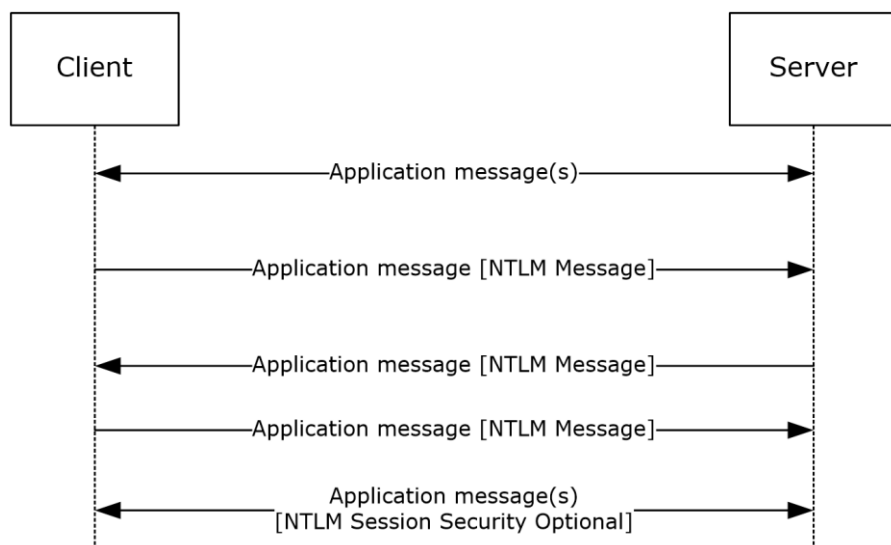 Client
Server
Application message(s)
Application message [NTLM Message]
Application message [NTLM Message]
Application message [NTLM Message]
Application message(s)
[NTLM Session Security Optional]